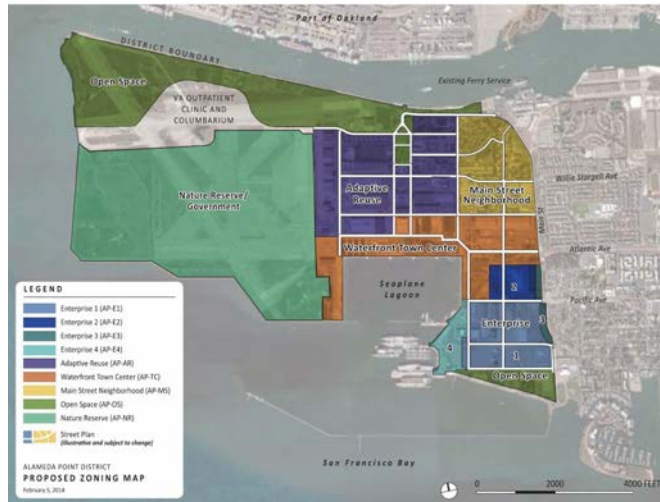 Port of Oakland
DISTRICT BOUNDARY
Open Space
Existing Ferry Service
VA OUTPATIENT
CLINIC AND
COLUMBARIUM
Willie Stargell Ave
Nature Reserve/
Government
Adaptive
Reuse
Main Street
Neighborhood
Main St
Waterfront Town Center
Atlantic Ave
Seaplane
Lagoon
2
Pacific Ave
Enterprise
3
4
1
Open Space
LEGEND
Enterprise 1 (AP-E1)
Enterprise 2 (AP-E2)
Enterprise 3 (AP-E3)
Enterprise 4 (AP-E4)
Adaptive Reuse (AP-AR)
Waterfront Town Center (AP-TC)
Main Street Neighborhood (AP-MS)
Open Space (AP-OS)
Nature Reserve (AP-NR)
Street Plan
(illustrative and subject to change)
ALAMEDA POINT DISTRICT
PROPOSED ZONING MAP
February 5, 2014
San Francisco Bay
0 2000 4000 FEET